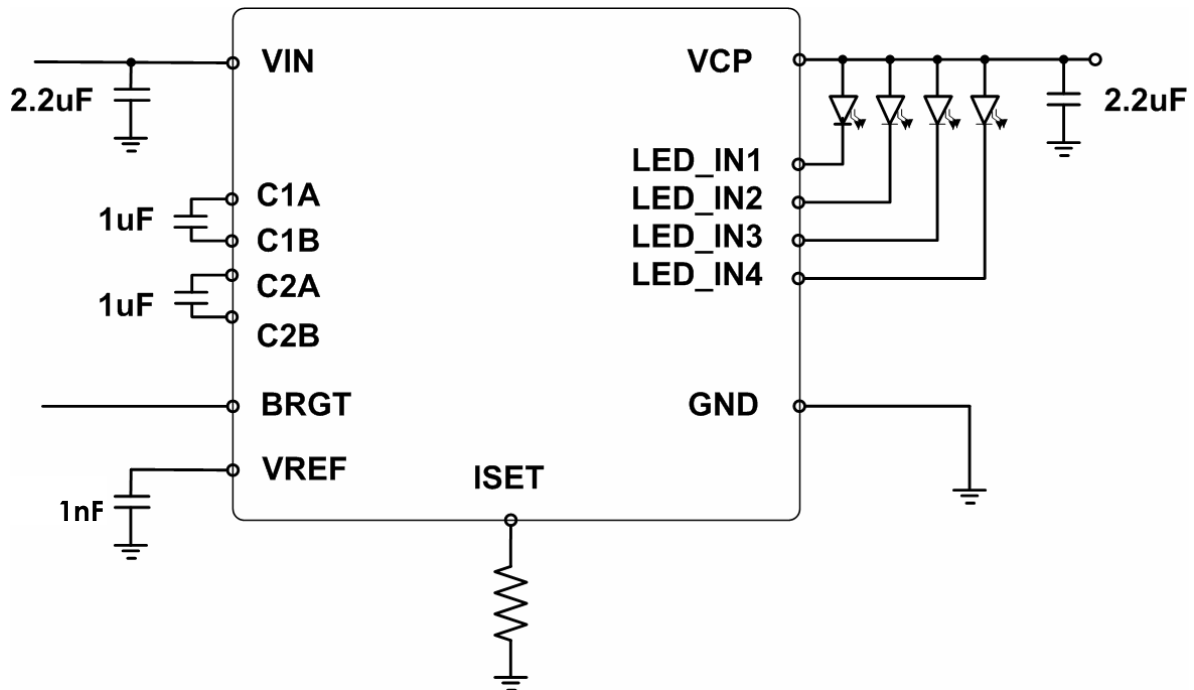 VIN
2.2uF
C1A
1uF
C1B
C2A
1uF
C2B
BRGT
VREF
1nF
ISET
VCP
2.2uF
LED_IN1
LED_IN2
LED_IN3
LED_IN4
GND